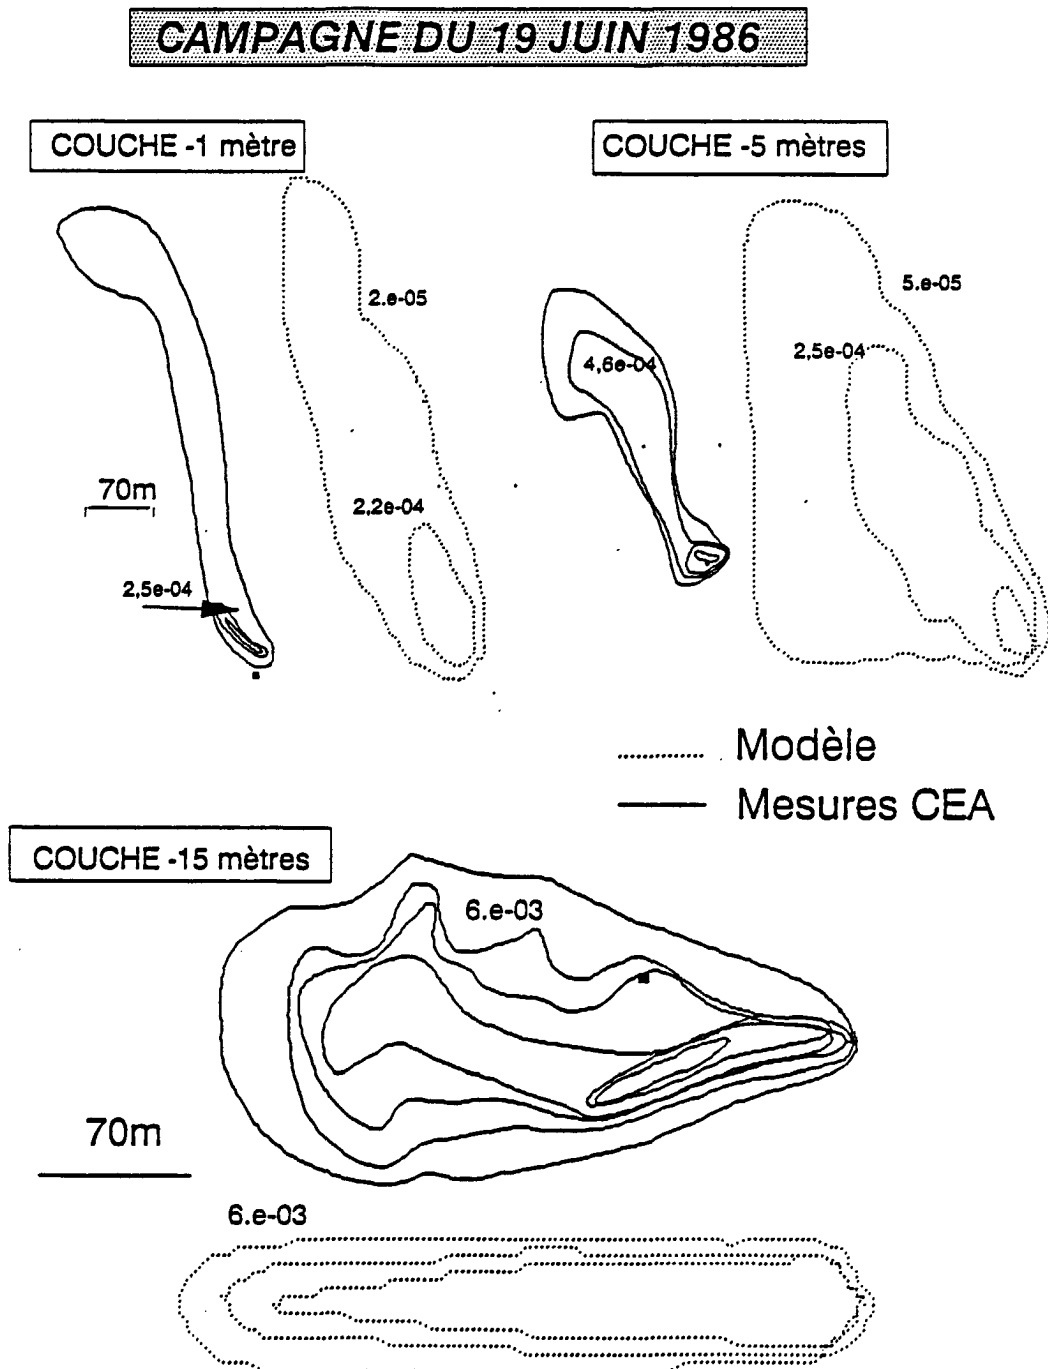 CAMPAGNE DU 19 JUIN 1986
COUCHE -1 mètre
COUCHE -5 mètres
2.e-05
5.e-05
2,5e-04
4,6e-04
70m
2,2e-04
2,5e-04
Modèle
Mesures CEA
COUCHE -15 mètres
6.e-03
70m
6.e-03